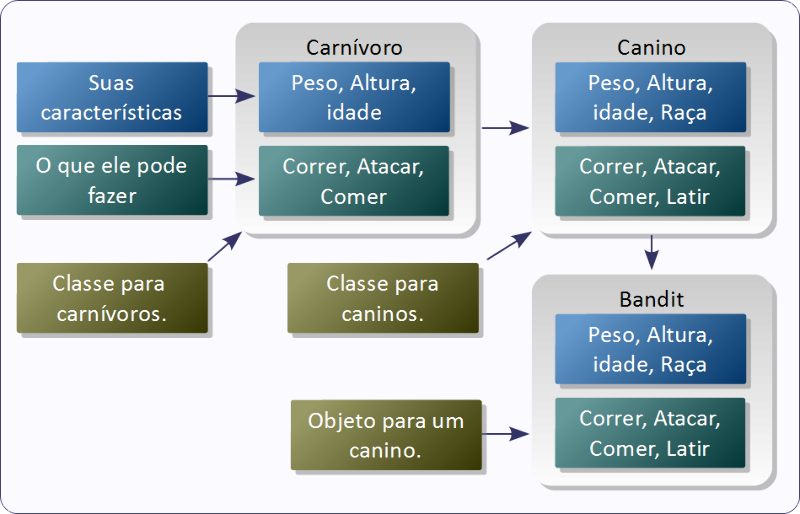 Carnívoro
Canino
Suas
características
Peso, Altura,
idade
Peso, Altura,
idade, Raça
O que ele pode
fazer
Correr, Atacar,
Comer
Correr, Atacar,
Comer, Latir
Classe para
carnívoros.
Classe para
caninos.
Bandit
Peso, Altura,
idade, Raça
Objeto para um
canino.
Correr, Atacar,
Comer, Latir